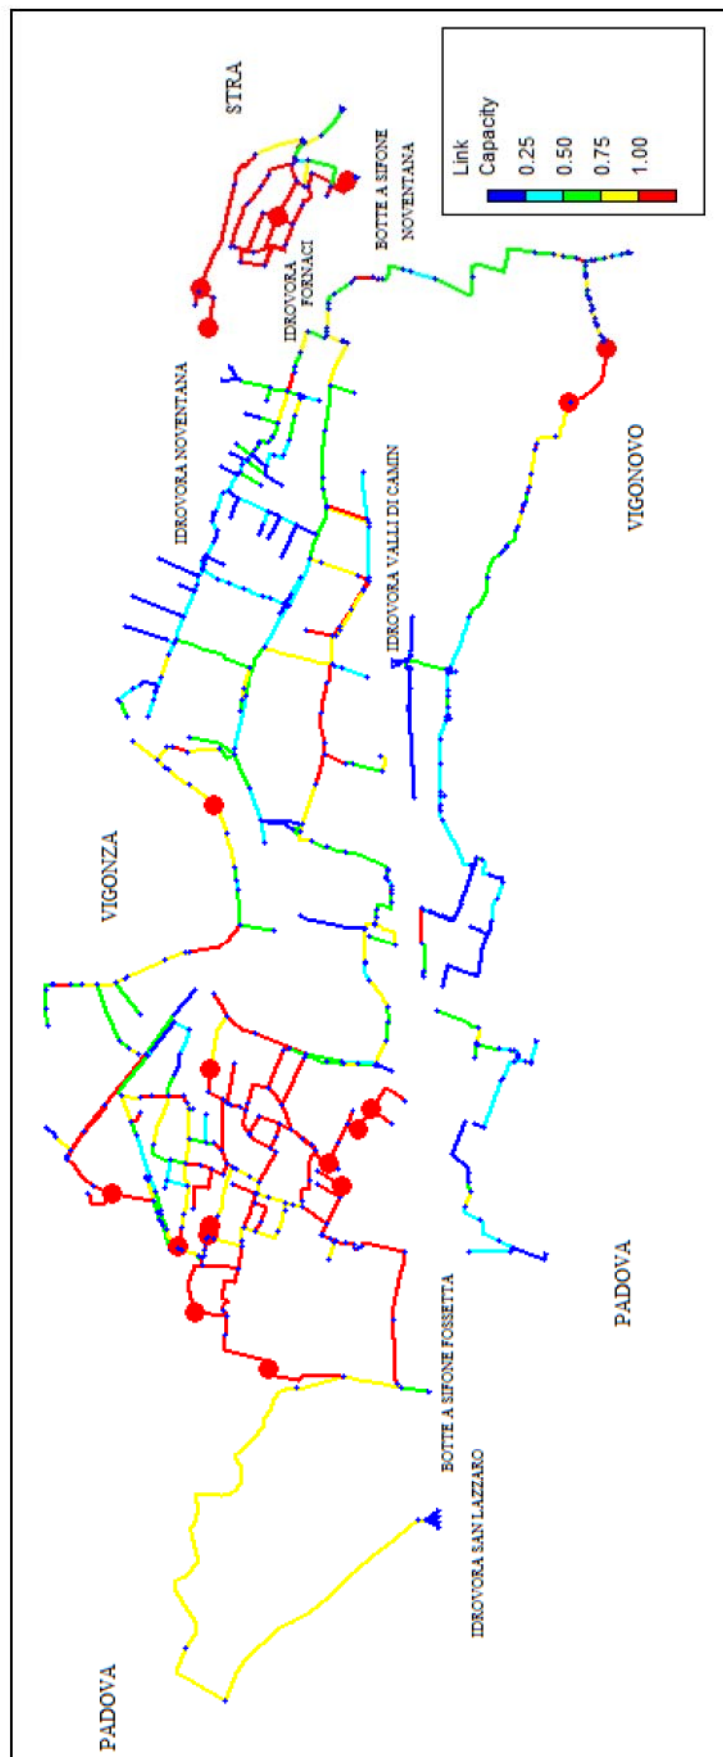 PADOVA
VIGONZA
STRA
IDROVORA NOVENTANA
IDROVORA
FORNACI
BOTTE A SIFONE
NOVENTANA
IDROVORA VALLI DI CAMIN
BOTTE A SIFONE FOSSETTA
IDROVORA SAN LAZZARO
PADOVA
VIGONOVO
Link
Capacity
0.25
0.50
0.75
1.00